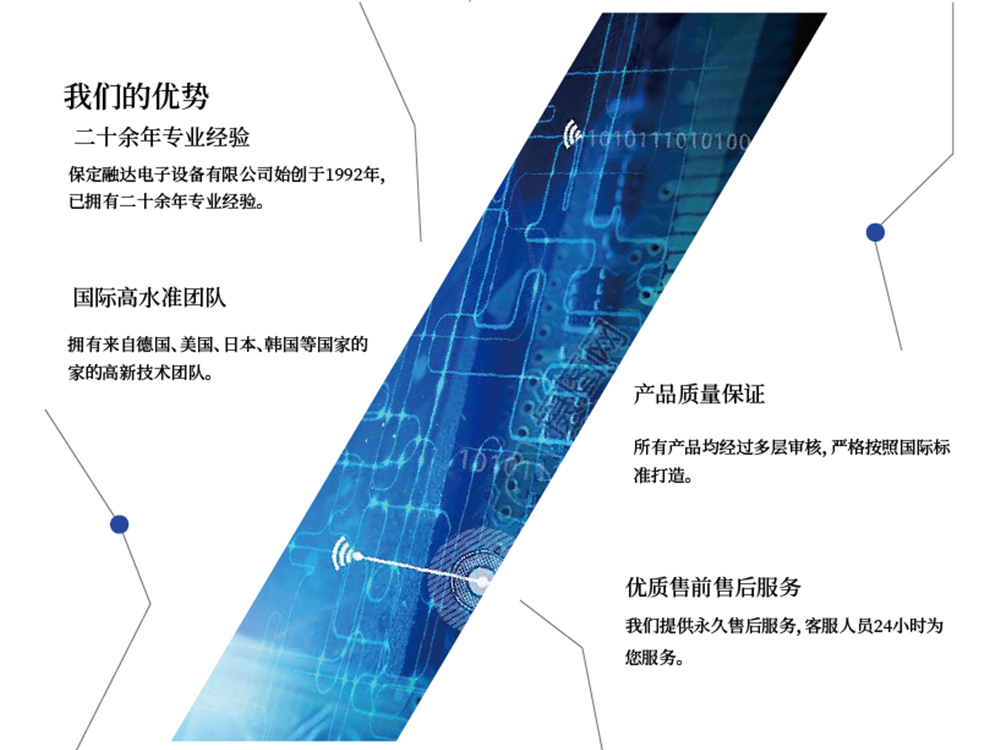 我们的优势
二十余年专业经验
保定融达电子设备有限公司始创于1992年,
已拥有二十余年专业经验。
国际高水准团队
拥有来自德国、美国、日本、韩国等国家的
家的高新技术团队。
1010111010100
101011
产品质量保证
所有产品均经过多层审核, 严格按照国际标
准打造。
优质售前售后服务
我们提供永久售后服务, 客服人员24小时为
您服务。